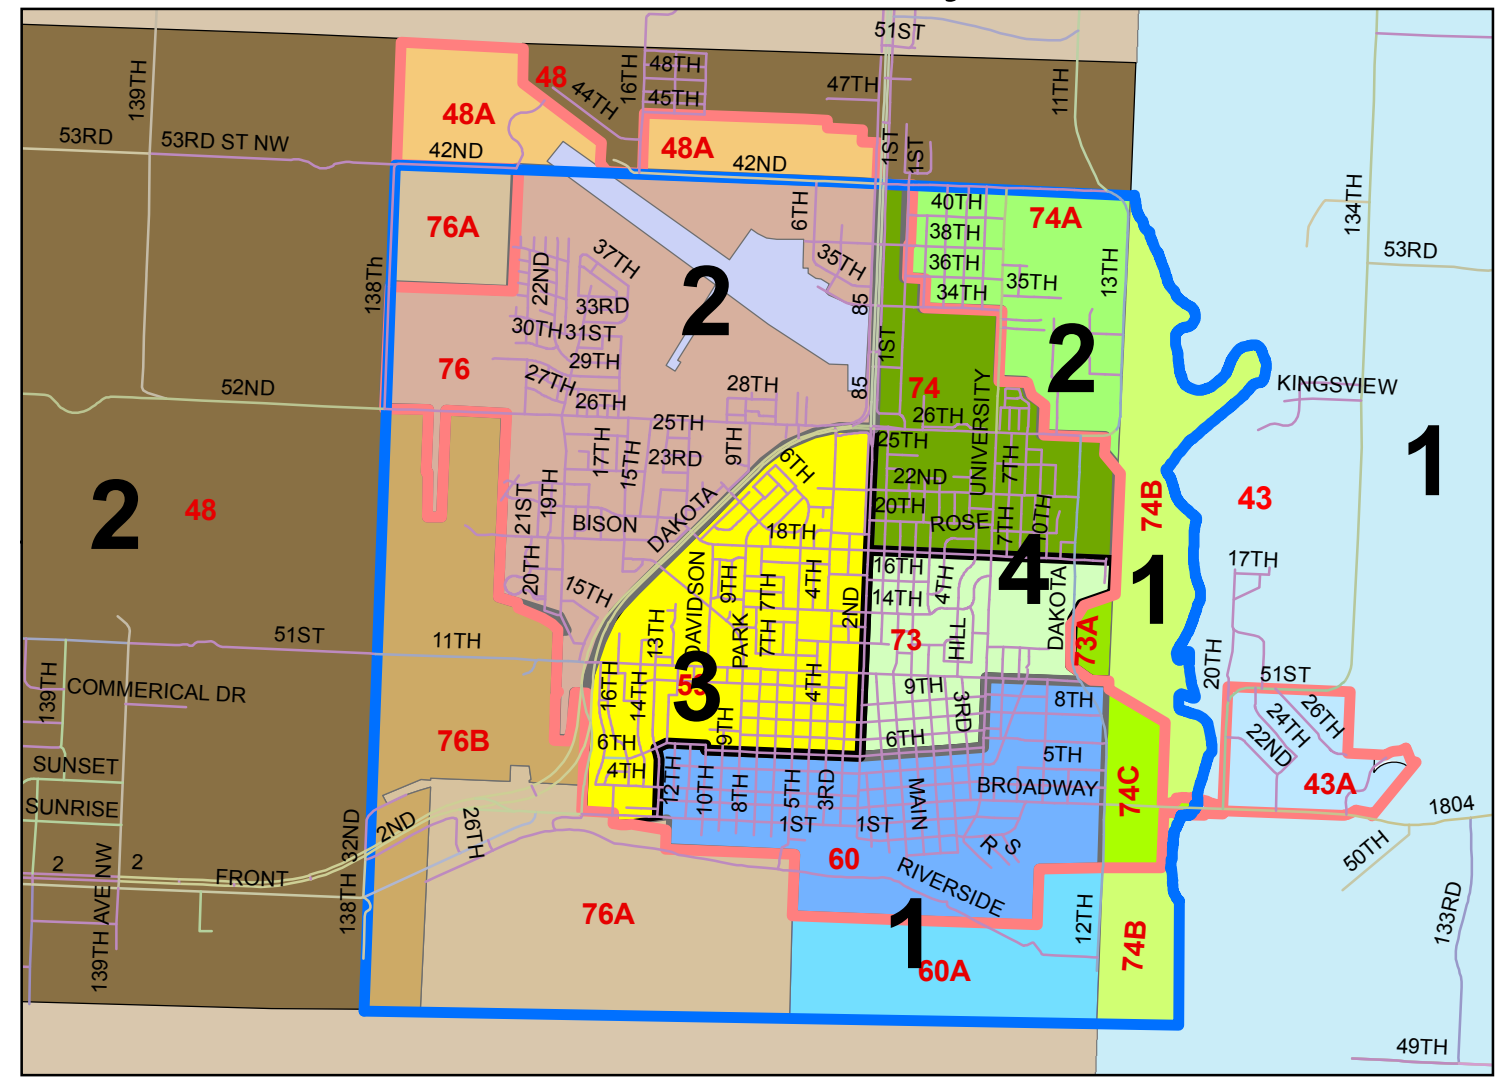 51ST
48TH
16TH
45TH
47TH
11TH
139TH
48
44TH
48A
48A
1ST
1ST
53RD
53RD ST NW
42ND
42ND
134TH
76A
6TH
40TH
74A
38TH
36TH
34TH
35TH
13TH
53RD
138Th
22ND
37TH
35TH
33RD
2
85
30TH
31ST
29TH
1ST
2
76
27TH
26TH
28TH
85
74
UNIVERSITY
26TH
KINGSVIEW
52ND
25TH
23RD
9TH
17TH
15TH
6TH
25TH
22ND
7TH
1
2
48
21ST
19TH
BISON
DAKOTA
18TH
20TH
ROSE
7TH
74B
43
20TH
15TH
DAVIDSON
9TH
7TH
4TH
2ND
16TH
14TH
4TH
4
DAKOTA
1
17TH
51ST
11TH
13TH
PARK
7TH
73
HILL
73A
20TH
139TH
COMMERICAL DR
16TH
14TH
3
4TH
9TH
3RD
8TH
51ST
26TH
24TH
22ND
76B
6TH
9TH
6TH
5TH
SUNSET
4TH
12TH
10TH
8TH
5TH
3RD
MAIN
BROADWAY
74C
43A
SUNRISE
32ND
2ND
26TH
1ST
1ST
R
S
1804
50TH
2
2
FRONT
60
RIVERSIDE
139TH AVE NW
138TH
76A
1
60A
12TH
74B
133RD
49TH